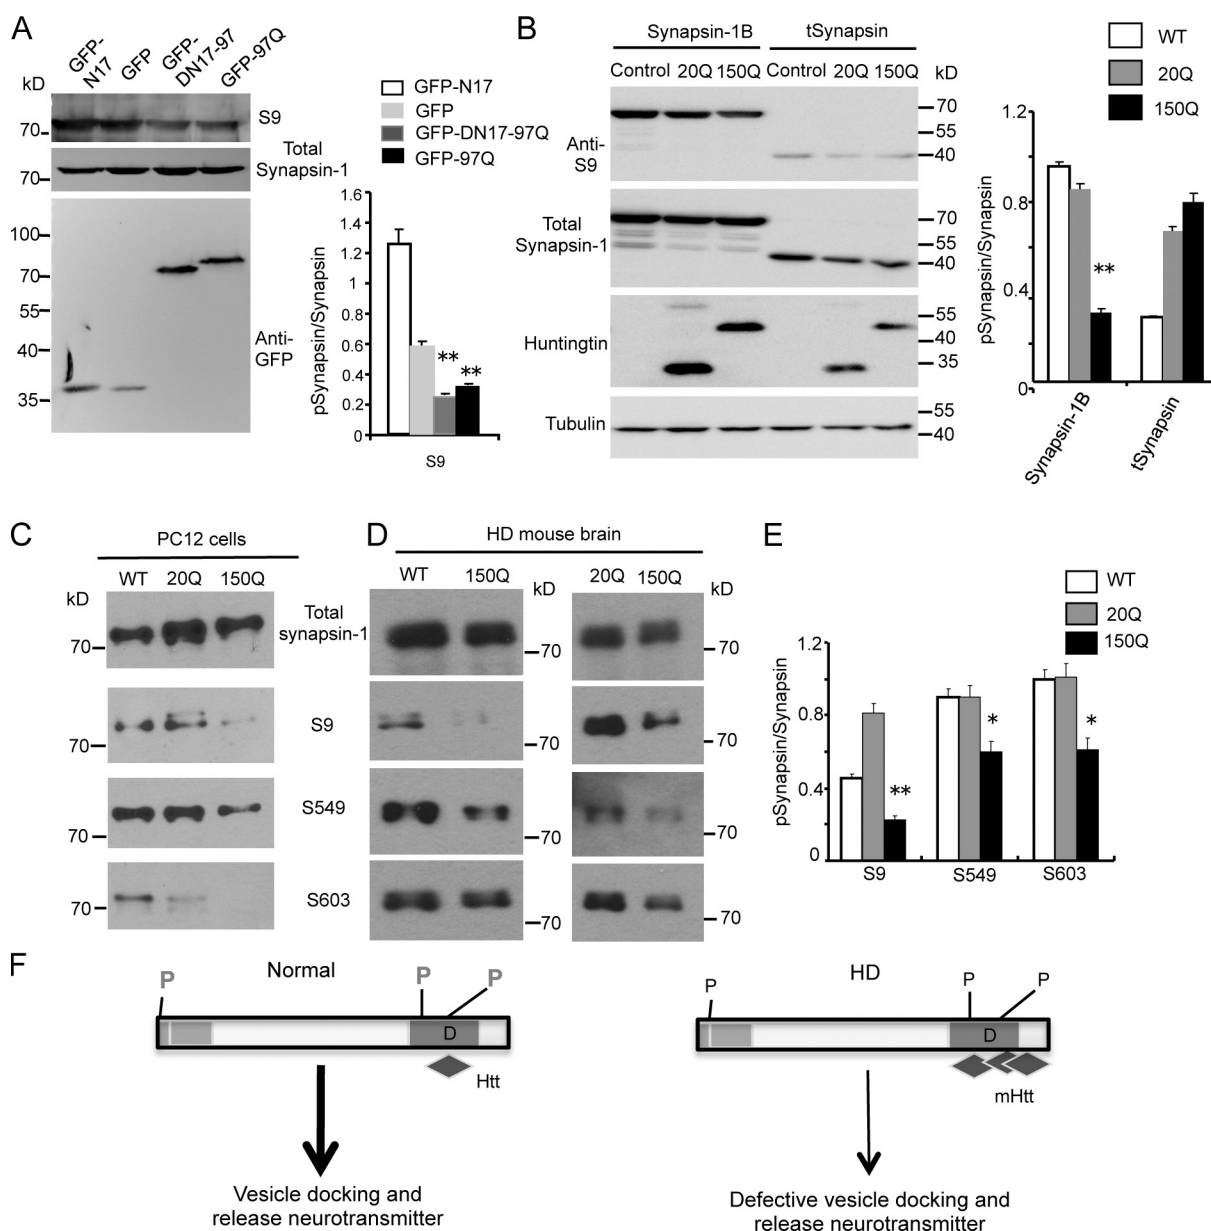 A
GFP-
N17
GFP
GFP-
DN17-97
GFP-97Q
kD
70
S9
Total
Synapsin-1
70
100
70
55
40
35
Anti-
GFP
GFP-N17
GFP
GFP-DN17-97Q
GFP-97Q
pSynapsin/Synapsin
1.6
1.4
1.2
1
0.8
0.6
0.4
0.2
0
**
**
S9
B
Synapsin-1B
tSynapsin
Control 20Q 150Q Control 20Q 150Q
kD
Anti-
S9
70
55
40
Total
Synapsin-1
70
55
40
Huntingtin
55
40
35
Tubulin
55
40
WT
20Q
150Q
pSynapsin/Synapsin
1.2
0.8
0.4
0
**
Synapsin-1B
tSynapsin
C
PC12 cells
WT 20Q 150Q
kD
70
70
70
70
Total
synapsin-1
S9
S549
S603
D
HD mouse brain
WT 150Q kD 20Q 150Q kD
70
70
70
70
70
70
70
70
E
WT
20Q
150Q
pSynapsin/Synapsin
1.2
0.8
0.4
0
**
*
*
S9
S549
S603
F
Normal
P
P
P
D
Htt
Vesicle docking and
release neurotransmitter
HD
P
P
P
D
mHtt
Defective vesicle docking and
release neurotransmitter